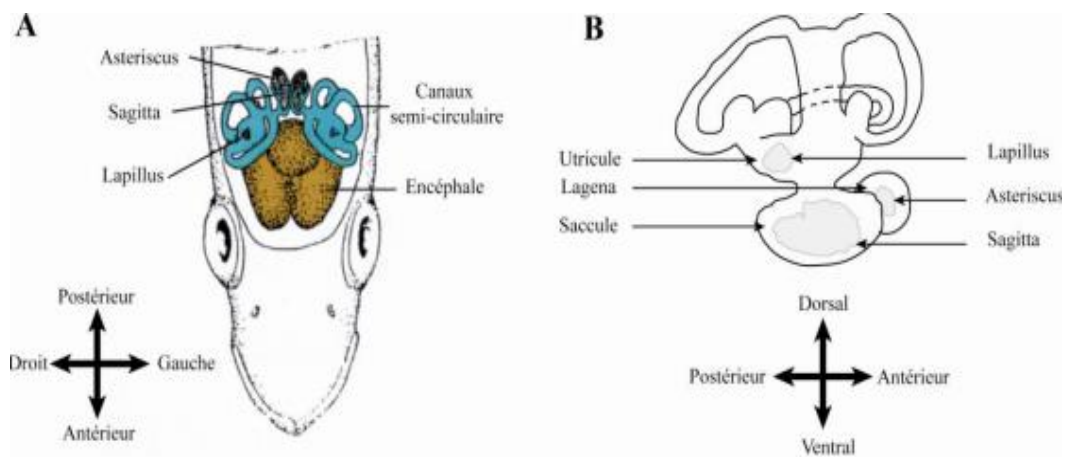 A
Asteriscus
Sagitta
Lapillus
Canaux
semi-circulaire
Encéphale
Postérieur
Droit
Gauche
Antérieur
B
Utricule
Lagena
Saccule
Lapillus
Asteriscus
Sagitta
Dorsal
Postérieur
Antérieur
Ventral